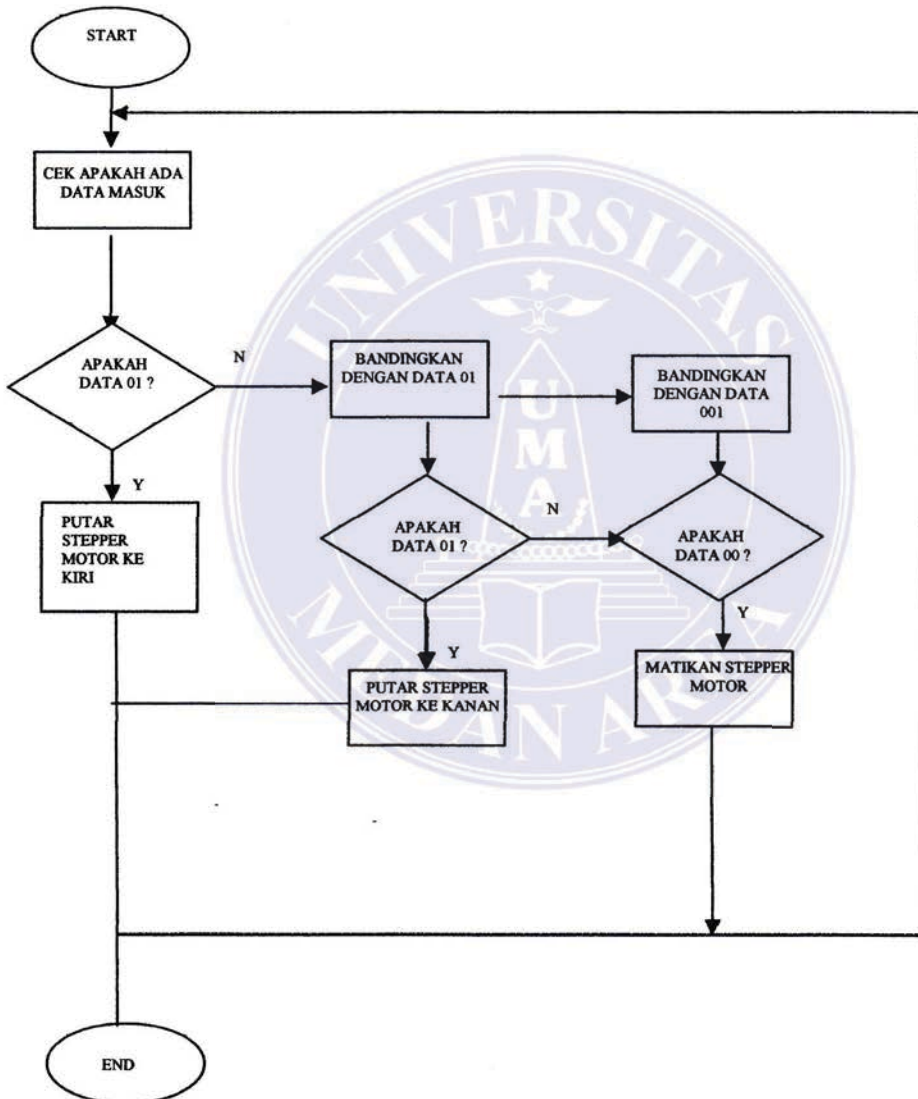 START
CEK APAKAH ADA
DATA MASUK
APAKAH
DATA 01 ?
N
BANDINGKAN
DENGAN DATA 01
BANDINGKAN
DENGAN DATA
001
Y
PUTAR
STEPPER
MOTOR KE
KIRI
APAKAH
DATA 01 ?
N
APAKAH
DATA 00 ?
Y
PUTAR STEPPER
MOTOR KE KANAN
Y
MATIKAN STEPPER
MOTOR
END
UNIVERSITAS
UMA
MEDAN AREA